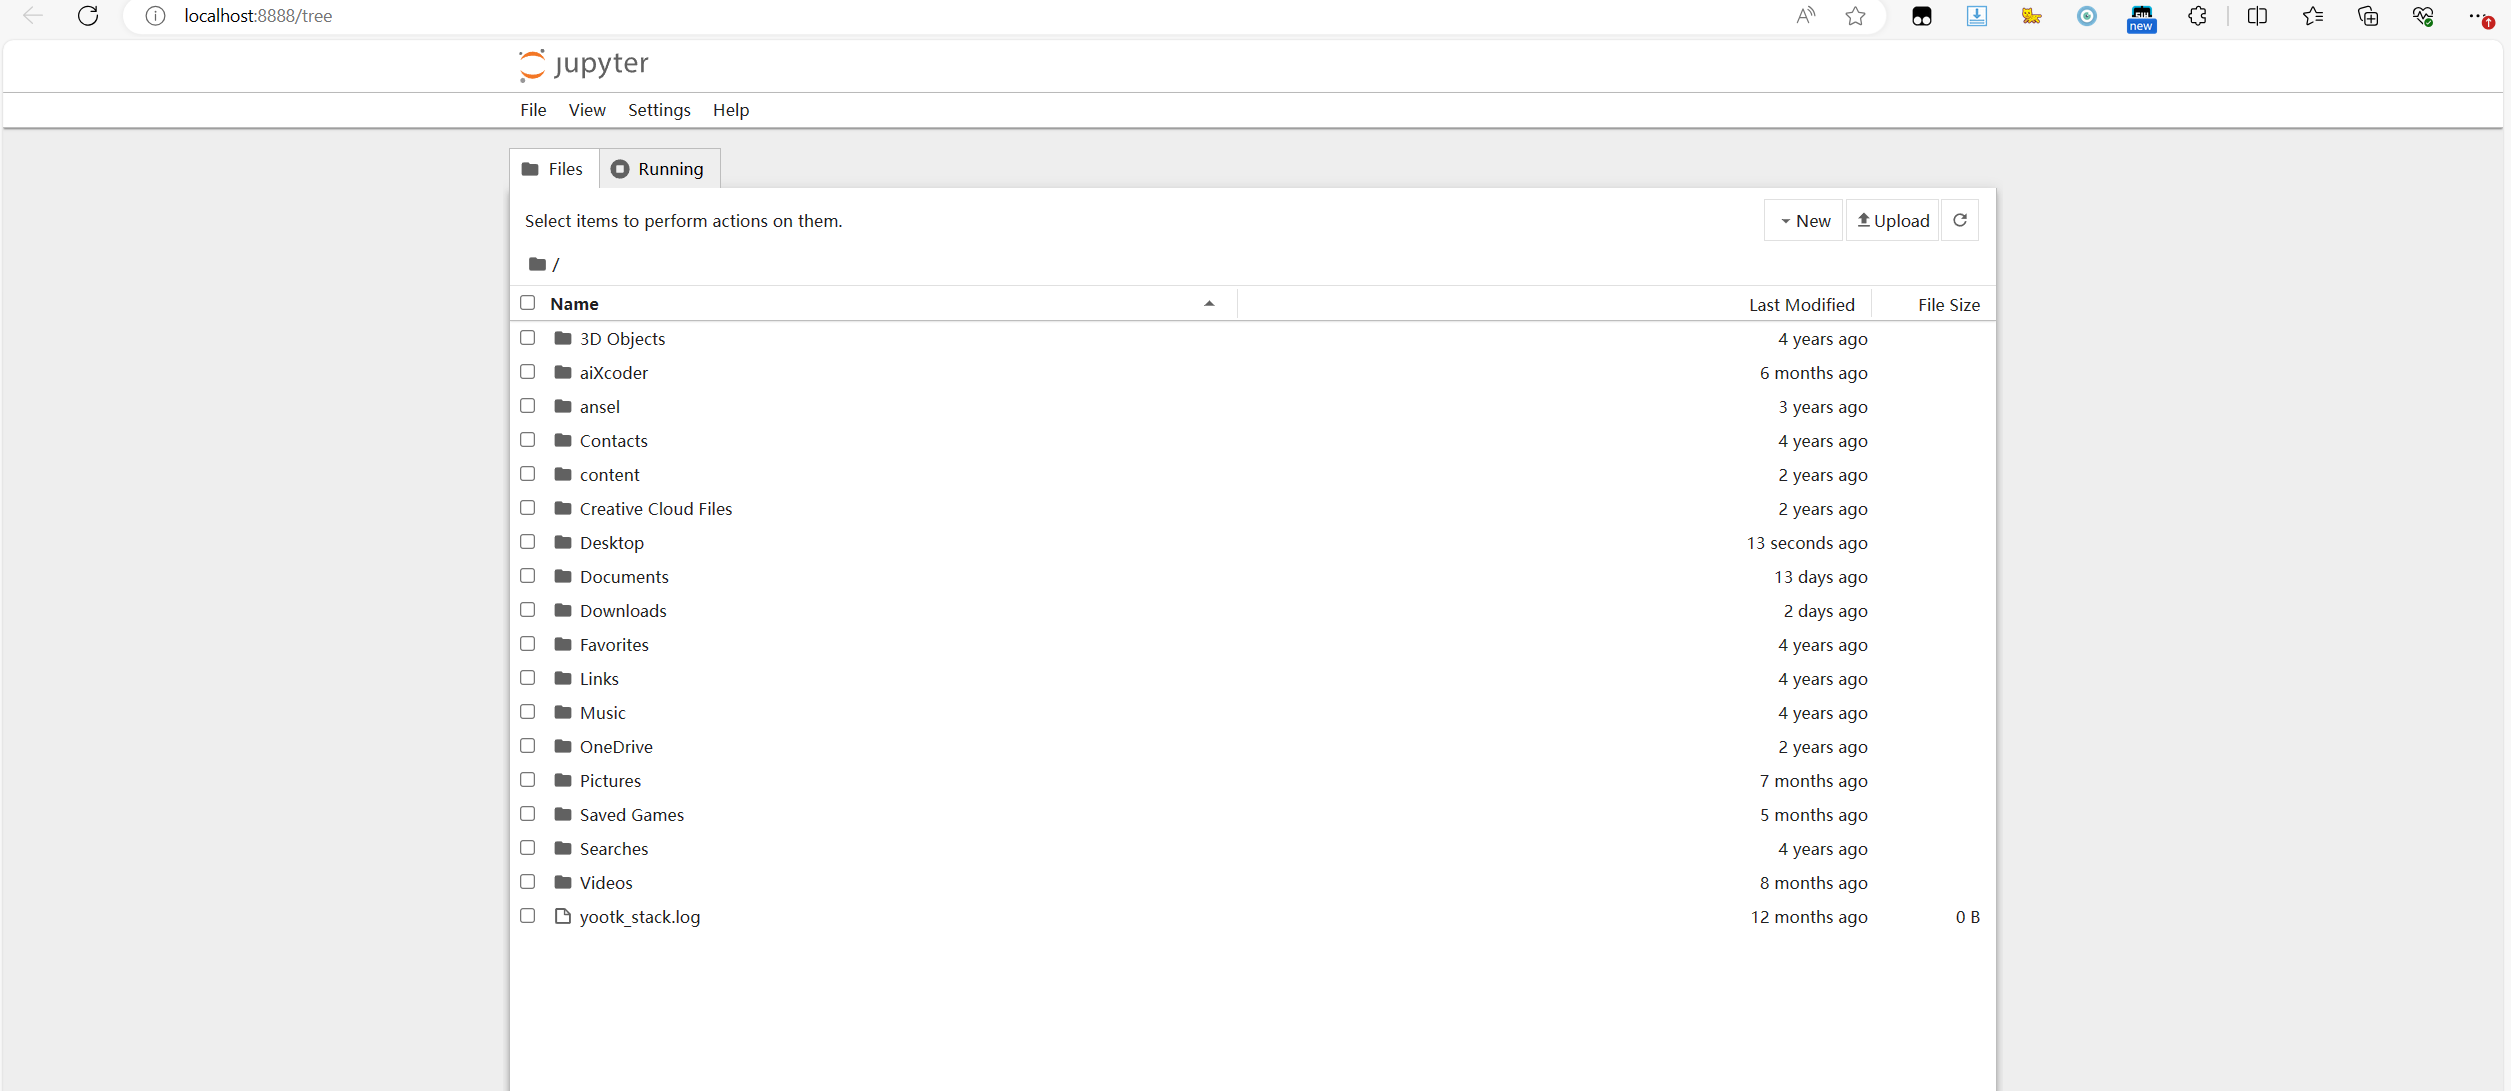 localhost:8888/tree
new
jupyter
File View Settings Help
Files Running
Select items to perform actions on them.
New Upload
/
Name Last Modified File Size
3D Objects 4 years ago
aiXcoder 6 months ago
ansel 3 years ago
Contacts 4 years ago
content 2 years ago
Creative Cloud Files 2 years ago
Desktop 13 seconds ago
Documents 13 days ago
Downloads 2 days ago
Favorites 4 years ago
Links 4 years ago
Music 4 years ago
OneDrive 2 years ago
Pictures 7 months ago
Saved Games 5 months ago
Searches 4 years ago
Videos 8 months ago
yootk_stack.log 12 months ago 0 B